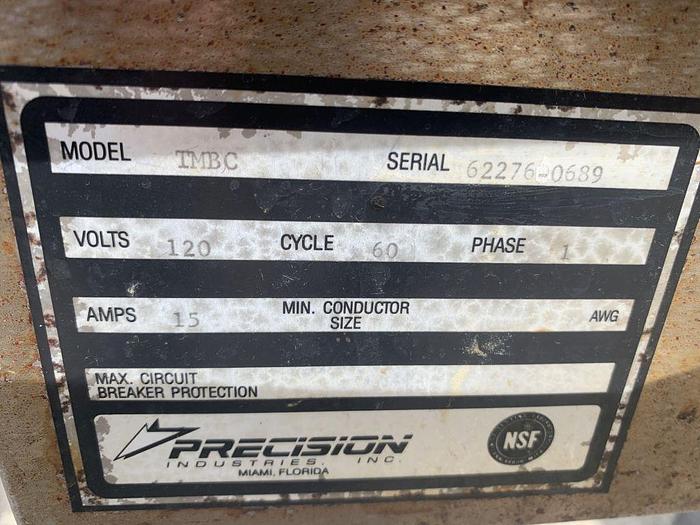 MODEL TMBC SERIAL 62276-0689
VOLTS 120 CYCLE 60 PHASE 1
AMPS 15 MIN. CONDUCTOR SIZE AWG
MAX. CIRCUIT
BREAKER PROTECTION
PRECISION
INDUSTRIES, INC.
MIAMI, FLORIDA
NSF